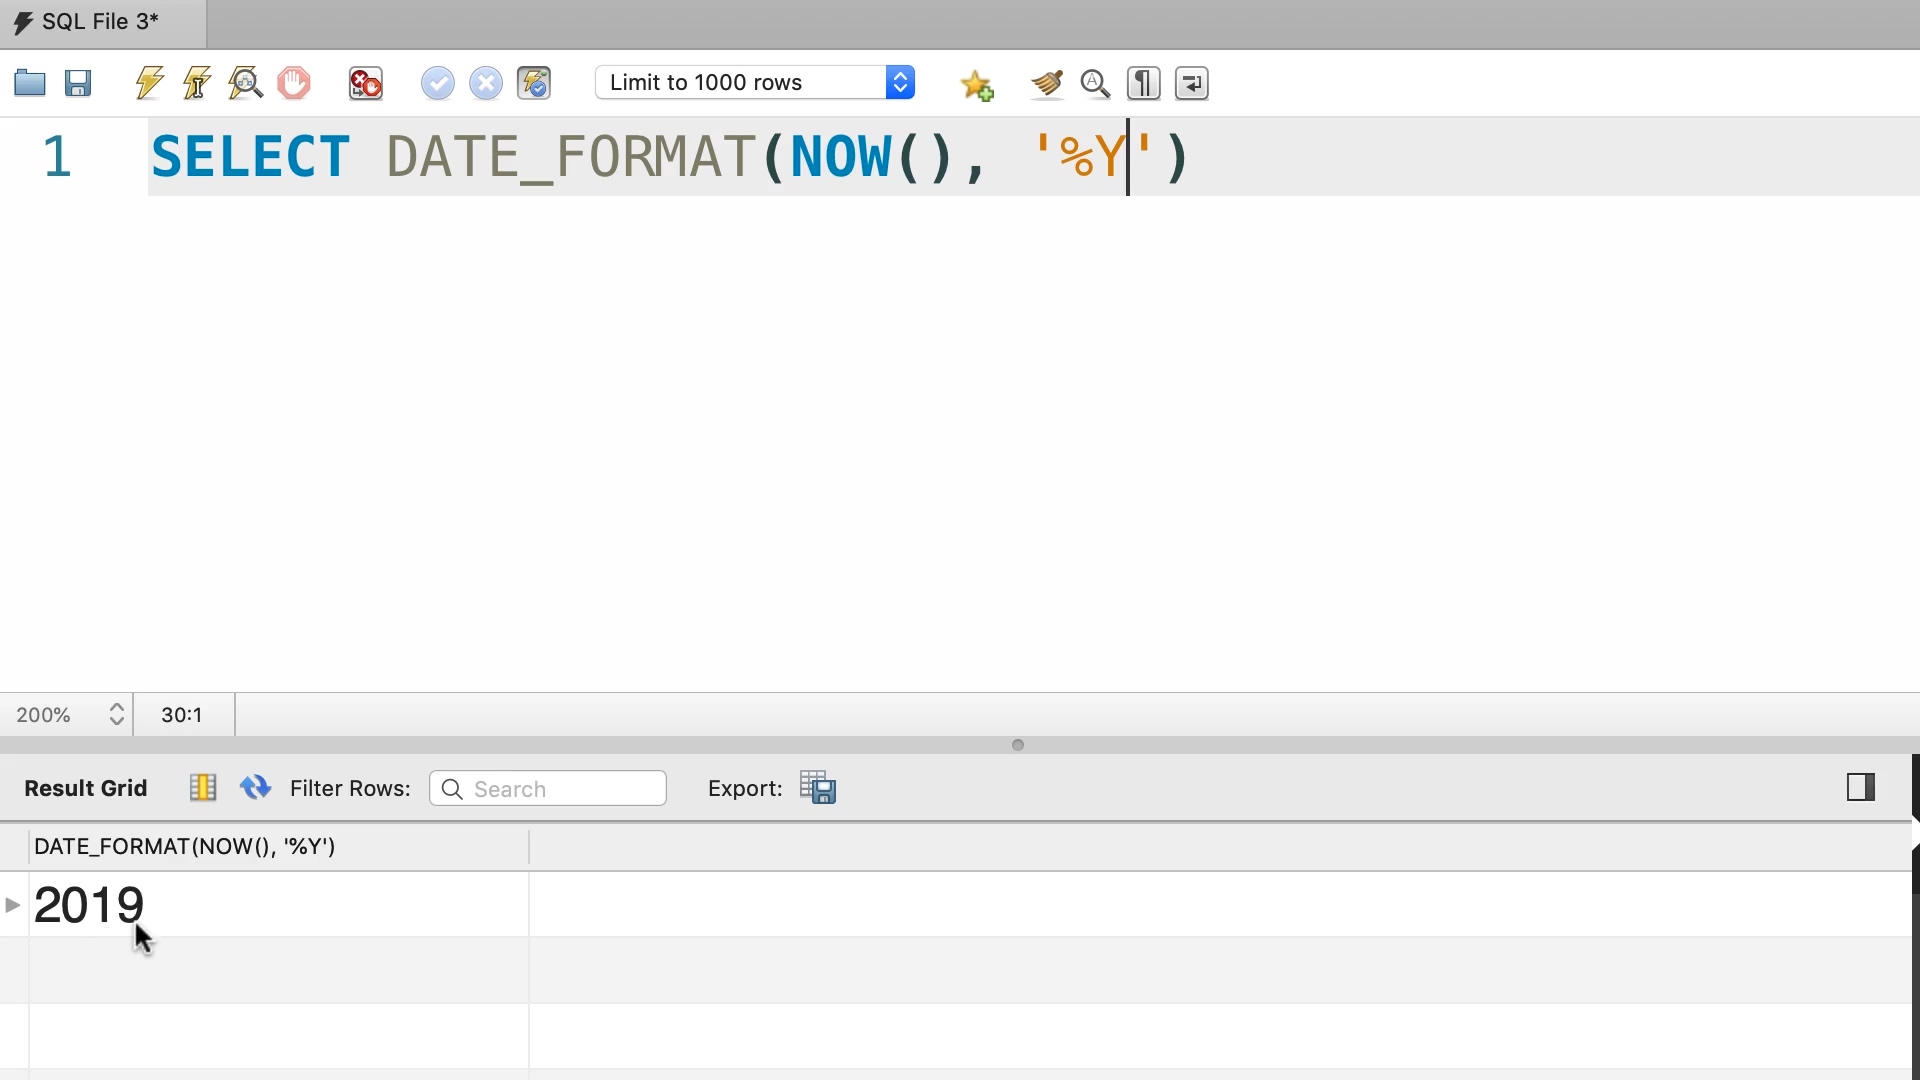 SQL File 3*
Limit to 1000 rows
1 SELECT DATE_FORMAT(NOW(), '%Y')
200% 30:1
Result Grid Filter Rows: Search Export:
DATE_FORMAT(NOW(), '%Y')
2019